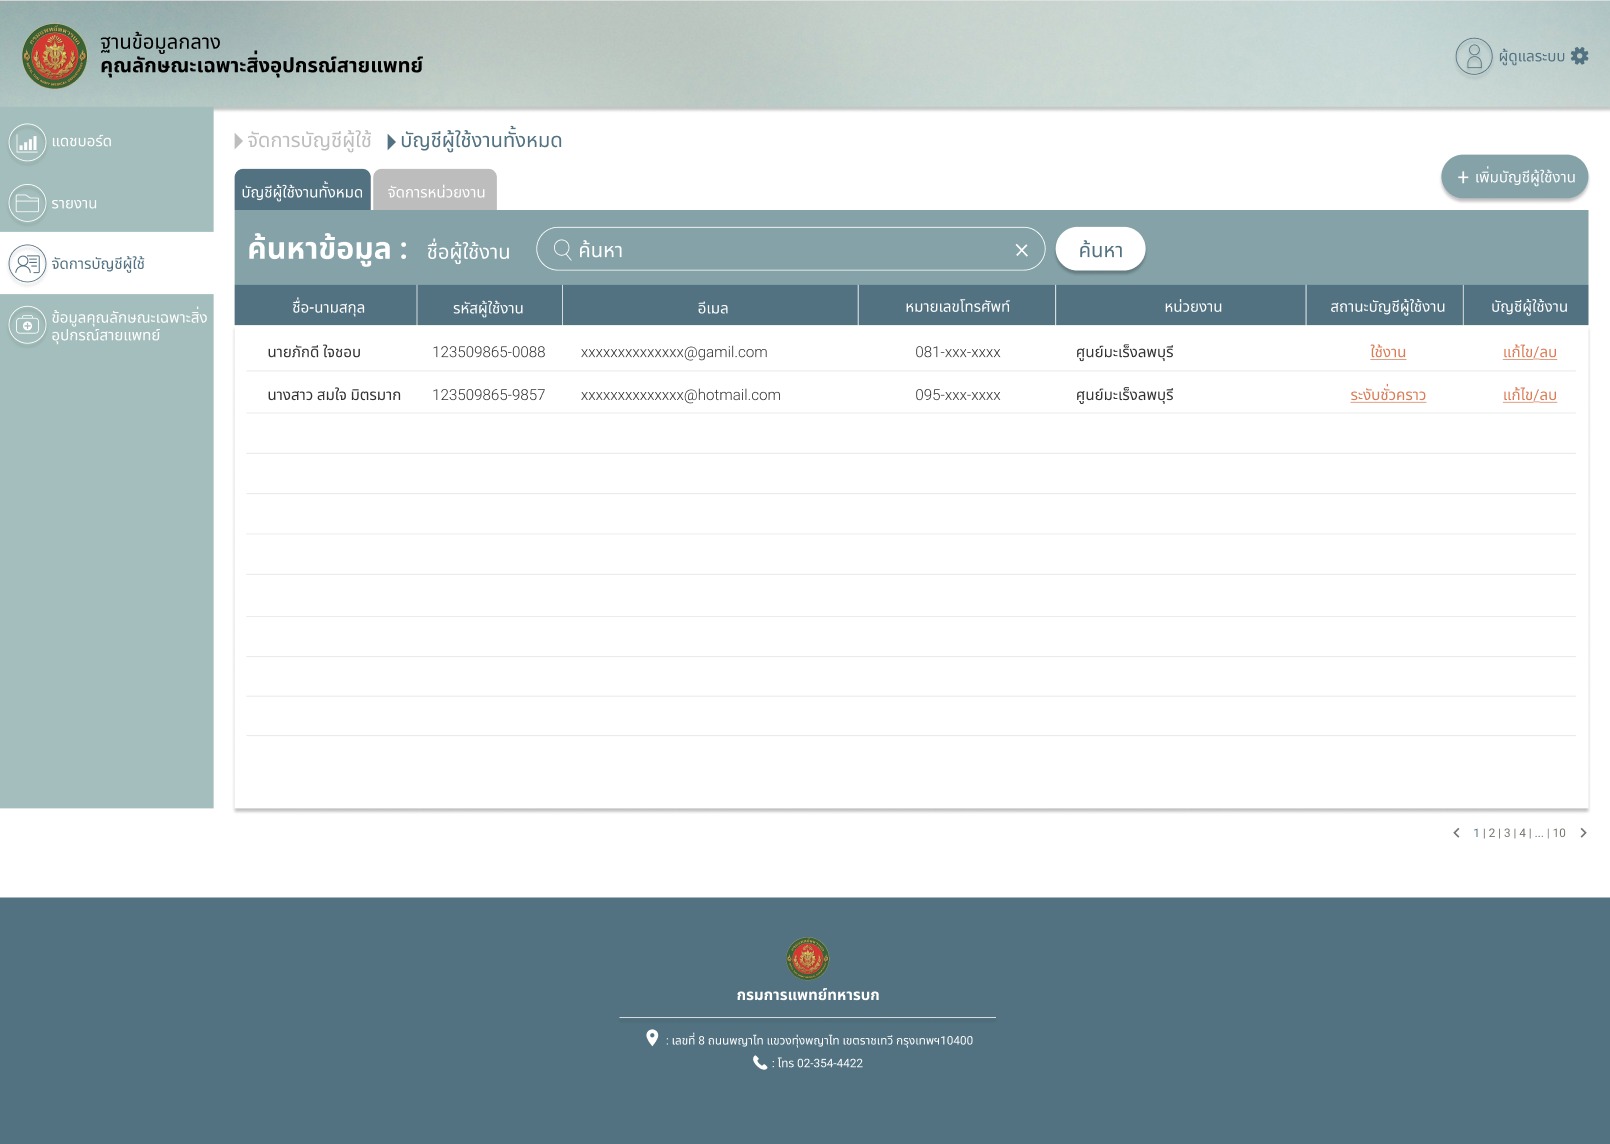 ฐานข้อมูลกลาง
คุณลักษณะเฉพาะสิ่งอุปกรณ์สายแพทย์
ผู้ดูแลระบบ
แดชบอร์ด
รายงาน
จัดการบัญชีผู้ใช้
ข้อมูลคุณลักษณะเฉพาะสิ่ง
อุปกรณ์สายแพทย์
จัดการบัญชีผู้ใช้ บัญชีผู้ใช้งานทั้งหมด
+ เพิ่มบัญชีผู้ใช้งาน
บัญชีผู้ใช้งานทั้งหมด จัดการหน่วยงาน
ค้นหาข้อมูล : ชื่อผู้ใช้งาน ค้นหา × ค้นหา
ชื่อ-นามสกุล รหัสผู้ใช้งาน อีเมล หมายเลขโทรศัพท์ หน่วยงาน สถานะบัญชีผู้ใช้งาน บัญชีผู้ใช้งาน
นายภักดี ใจชอบ 123509865-0088 xxxxxxxxxxxxxx@gamil.com 081-xxx-xxxx ศูนย์มะเร็งลพบุรี ใช้งาน แก้ไข/ลบ
นางสาว สมใจ มิตรมาก 123509865-9857 xxxxxxxxxxxxxx@hotmail.com 095-xxx-xxxx ศูนย์มะเร็งลพบุรี ระงับชั่วคราว แก้ไข/ลบ
< 1 | 2 | 3 | 4 | ... | 10 >
กรมการแพทย์ทหารบก
: เลขที่ 8 ถนนพญาไท แขวงทุ่งพญาไท เขตราชเทวี กรุงเทพฯ10400
: โทร 02-354-4422